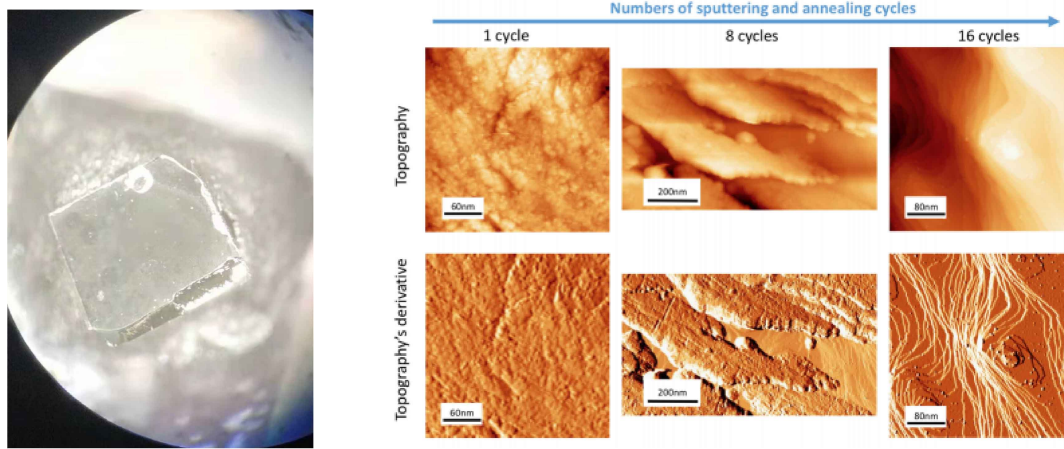 Numbers of sputtering and annealing cycles
1 cycle
8 cycles
16 cycles
Topography
60nm
200nm
80nm
Topography's derivative
60nm
200nm
80nm